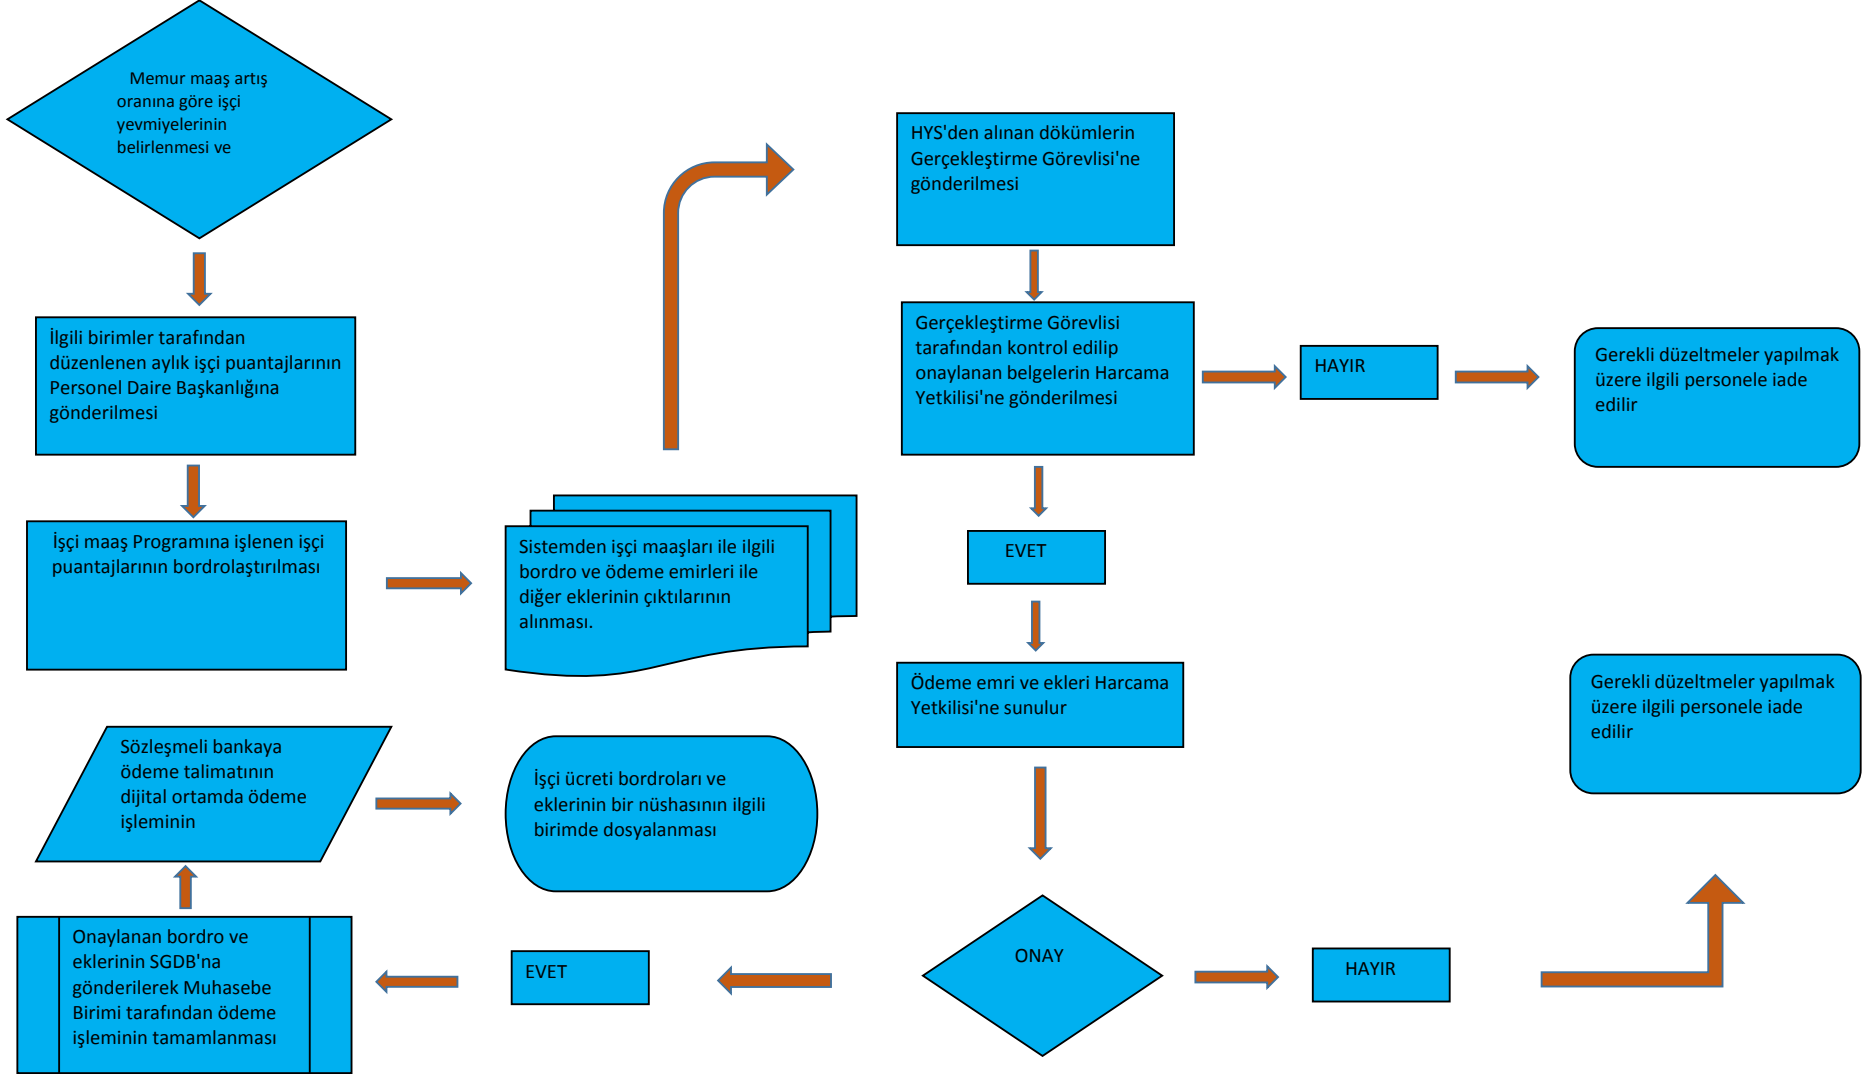 Memur maaş artış
oranına göre işçi
yevmiyelerinin
belirlenmesi ve
İlgili birimler tarafından
düzenlenen aylık işçi puantajlarının
Personel Daire Başkanlığına
gönderilmesi
İşçi maaş Programına işlenen işçi
puantajlarının bordrolaştırılması
Sistemden işçi maaşları ile ilgili
bordro ve ödeme emirleri ile
diğer eklerinin çıktılarının
alınması.
HYS'den alınan dökümlerin
Gerçekleştirme Görevlisi'ne
gönderilmesi
Gerçekleştirme Görevlisi
tarafından kontrol edilip
onaylanan belgelerin Harcama
Yetkilisi'ne gönderilmesi
HAYIR
Gerekli düzeltmeler yapılmak
üzere ilgili personele iade
edilir
EVET
Ödeme emri ve ekleri Harcama
Yetkilisi'ne sunulur
ONAY
HAYIR
Gerekli düzeltmeler yapılmak
üzere ilgili personele iade
edilir
EVET
Onaylanan bordro ve
eklerinin SGDB'na
gönderilerek Muhasebe
Birimi tarafından ödeme
işleminin tamamlanması
Sözleşmeli bankaya
ödeme talimatının
dijital ortamda ödeme
işleminin
İşçi ücreti bordroları ve
eklerinin bir nüshasının ilgili
birimde dosyalanması